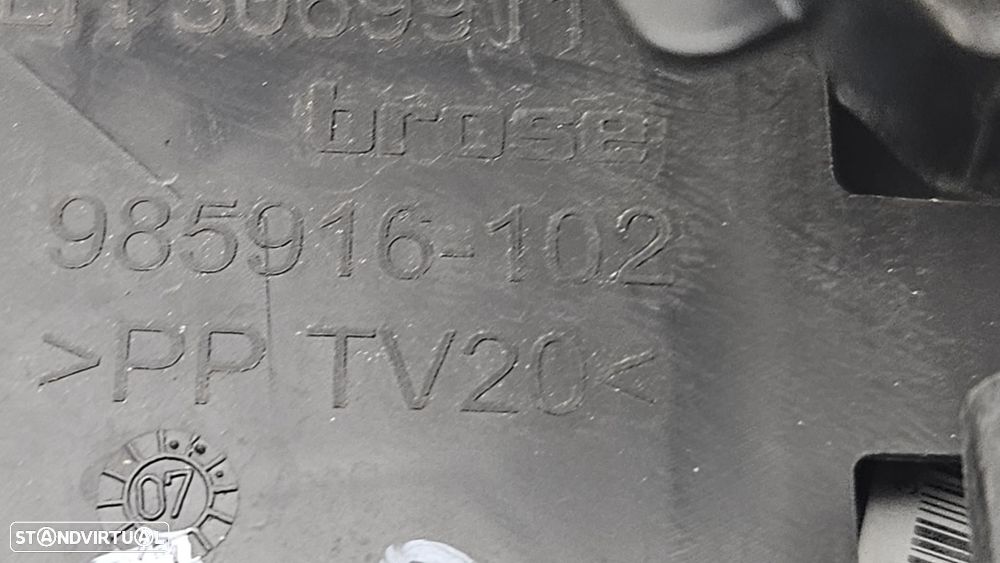 brose
985916-102
>PP TV20<
07
STANDVIRTUAL